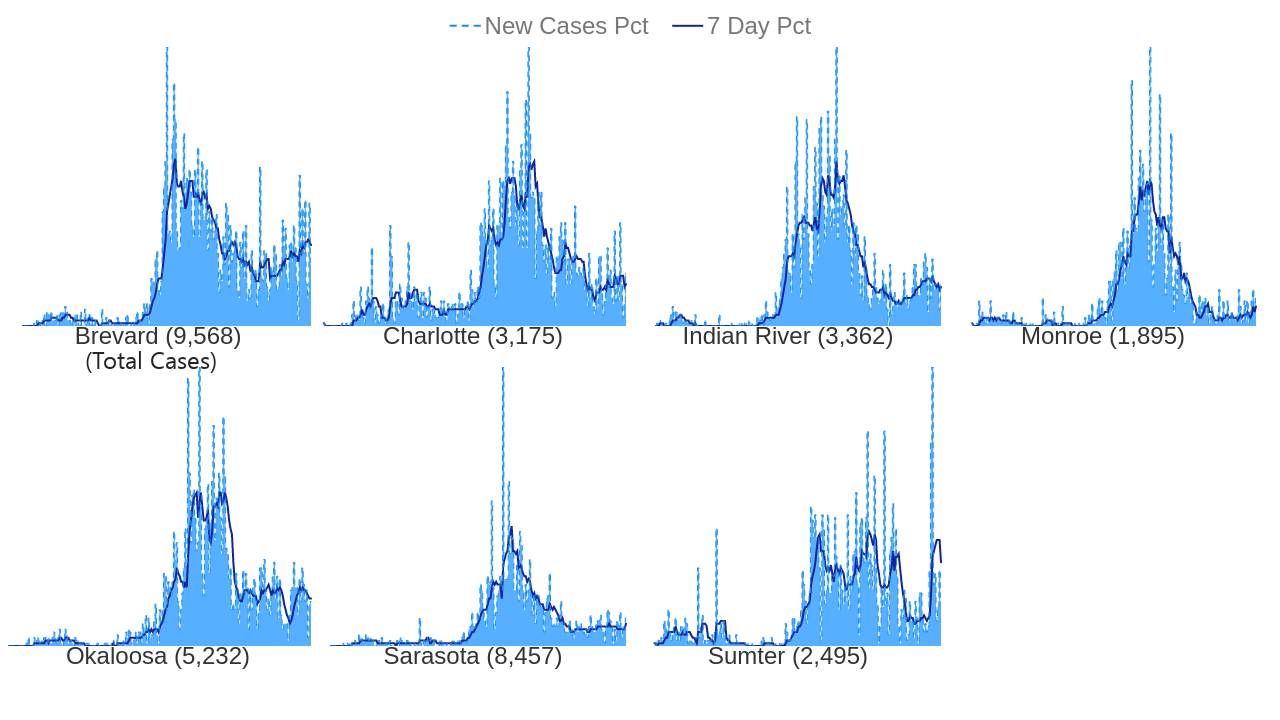 New Cases Pct 7 Day Pct
Brevard (9,568)
(Total Cases)
Charlotte (3,175)
Indian River (3,362)
Monroe (1,895)
Okaloosa (5,232)
Sarasota (8,457)
Sumter (2,495)